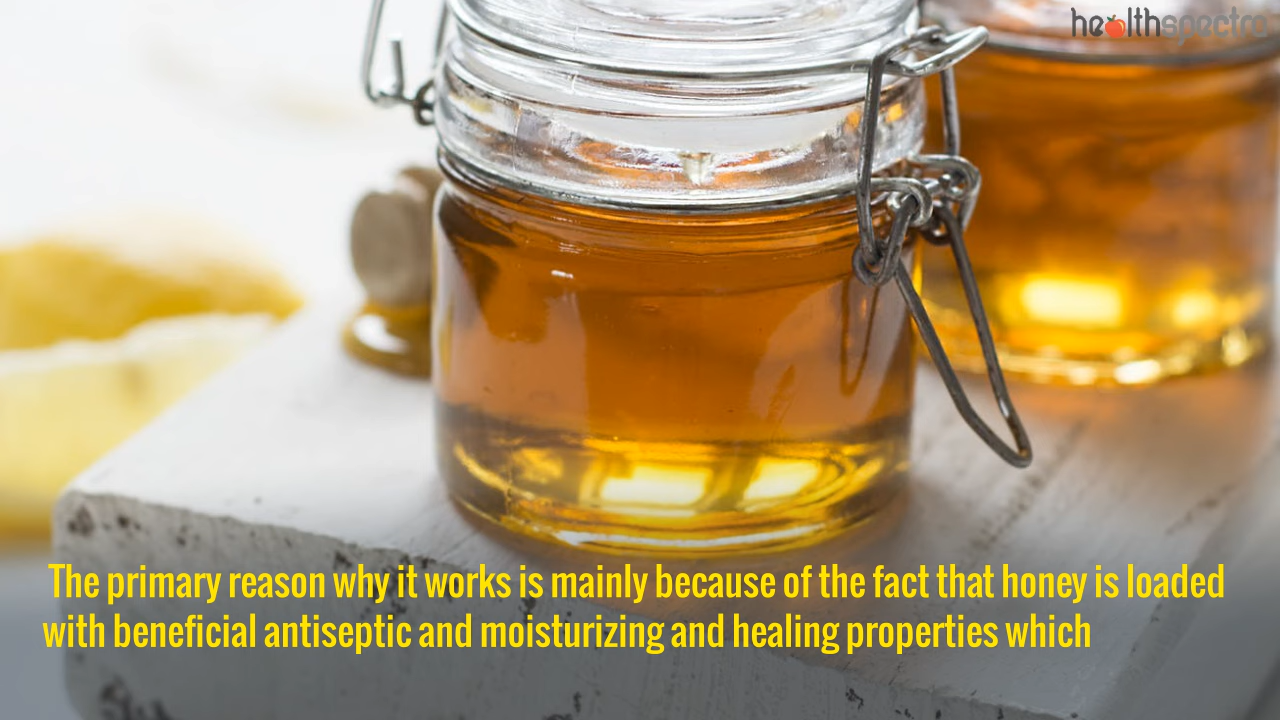 healthspectra
The primary reason why it works is mainly because of the fact that honey is loaded
with beneficial antiseptic and moisturizing and healing properties which